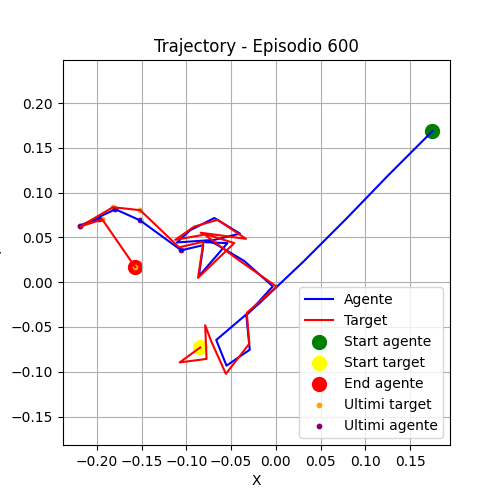 Trajectory - Episodio 600
0.20
0.15
0.10
0.05
0.00
−0.05
−0.10
−0.15
Agente
Target
Start agente
Start target
End agente
Ultimi target
Ultimi agente
−0.20 −0.15 −0.10 −0.05 0.00 0.05 0.10 0.15
X